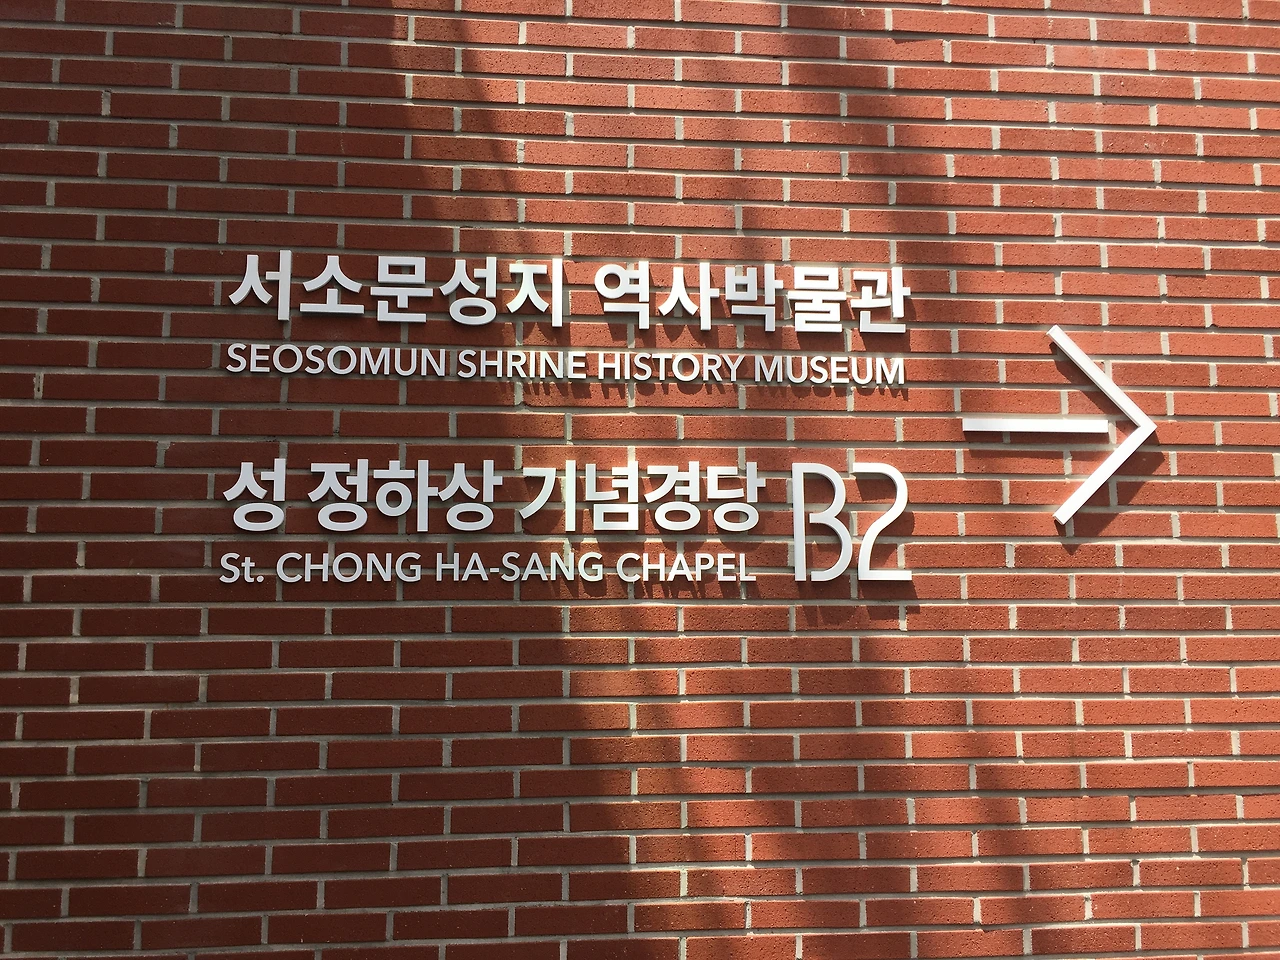 서소문성지 역사박물관
SEOSOMUN SHRINE HISTORY MUSEUM
성 정하상 기념경당 B2
St. CHONG HA-SANG CHAPEL